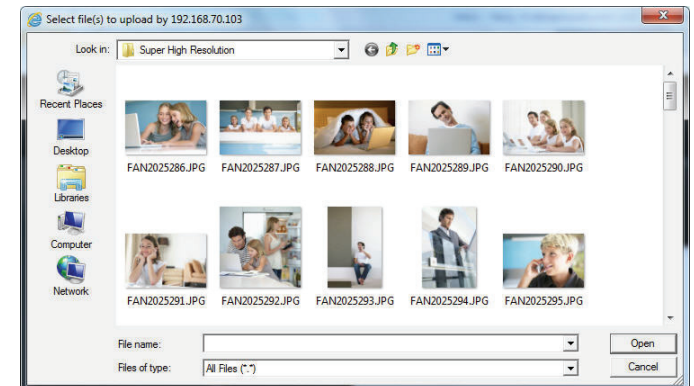 Select file(s) to upload by 192.168.70.103
Look in: Super High Resolution
Recent Places
Desktop
Libraries
Computer
Network
FAN2025286.JPG FAN2025287.JPG FAN2025288.JPG FAN2025289.JPG FAN2025290.JPG
FAN2025291.JPG FAN2025292.JPG FAN2025293.JPG FAN2025294.JPG FAN2025295.JPG
File name: Open
Files of type: All Files (*.*) Cancel